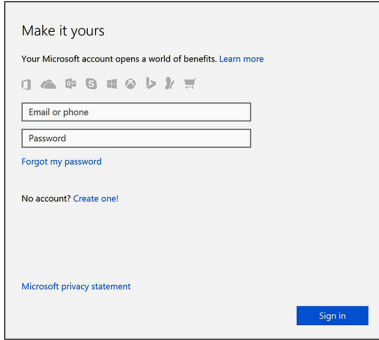 Make it yours
Your Microsoft account opens a world of benefits. Learn more
Email or phone
Password
Forgot my password
No account? Create one!
Microsoft privacy statement
Sign in